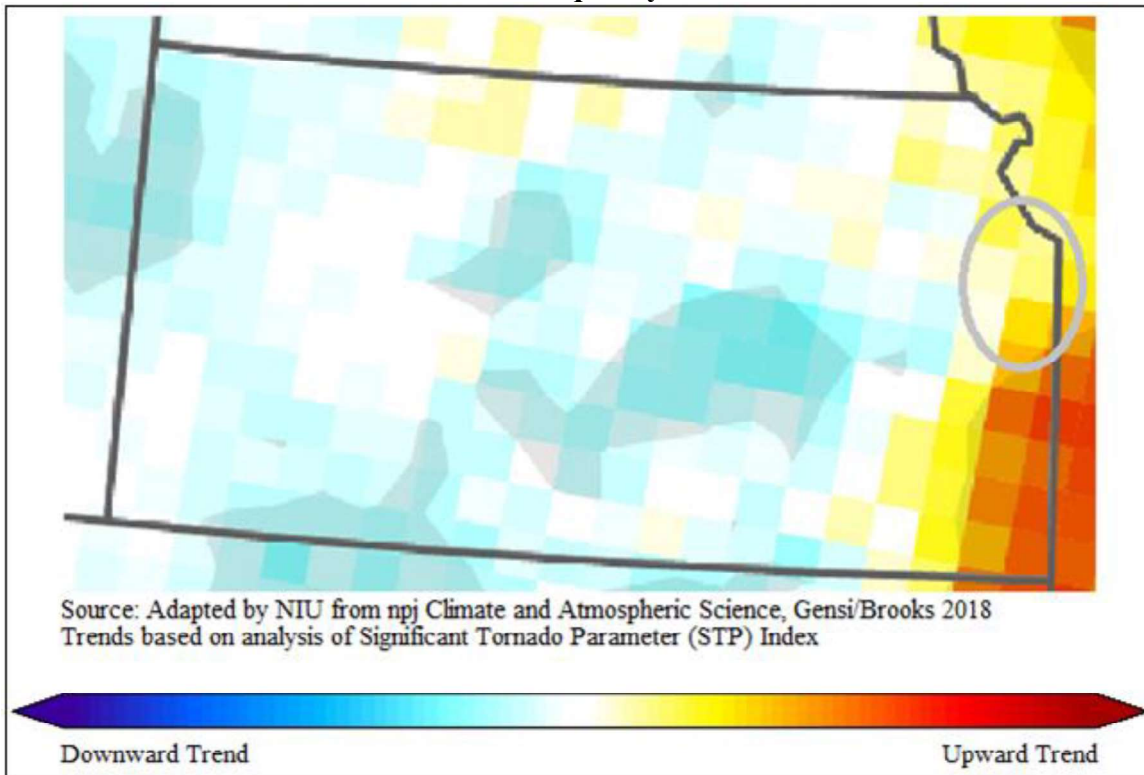 Source: Adapted by NIU from npj Climate and Atmospheric Science, Gensi/Brooks 2018
Trends based on analysis of Significant Tornado Parameter (STP) Index
Downward Trend
Upward Trend